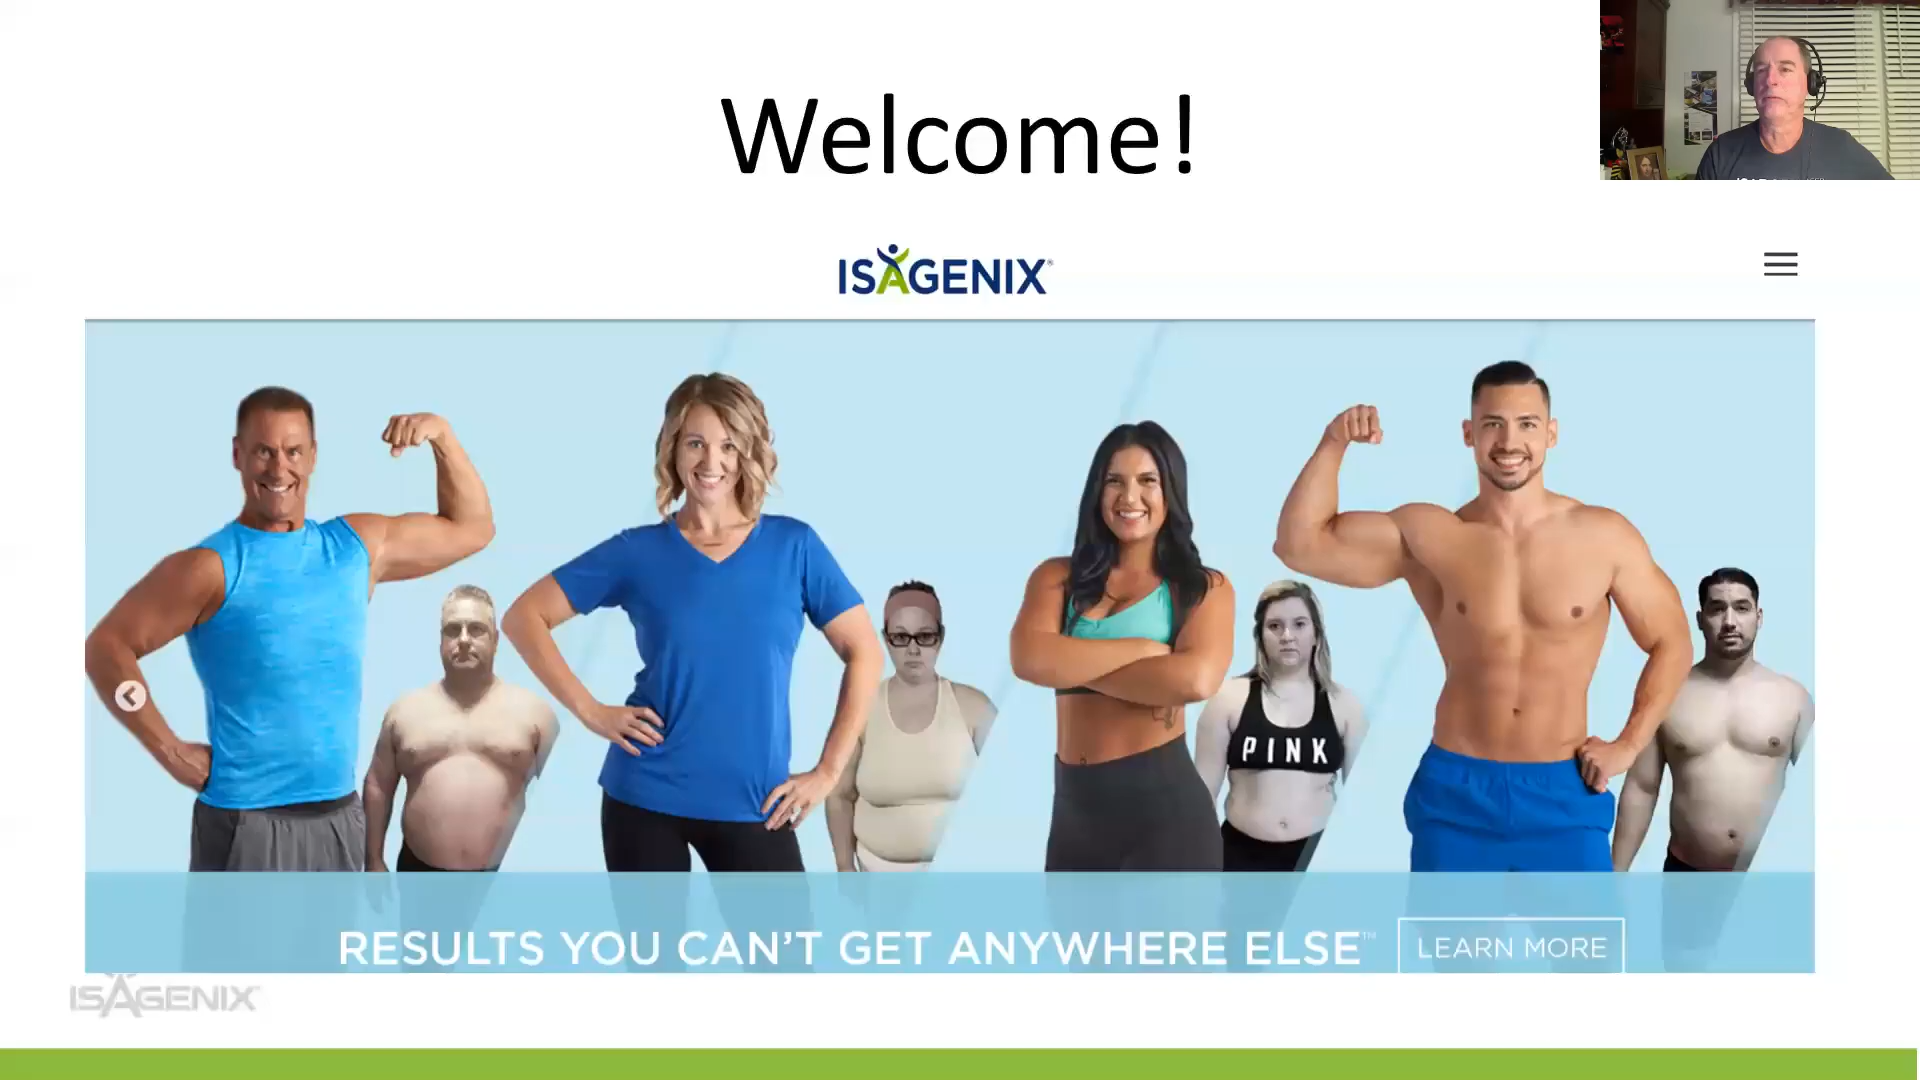 Welcome!
ISAGENIX®
PINK
RESULTS YOU CAN'T GET ANYWHERE ELSE™
LEARN MORE
ISAGENIX